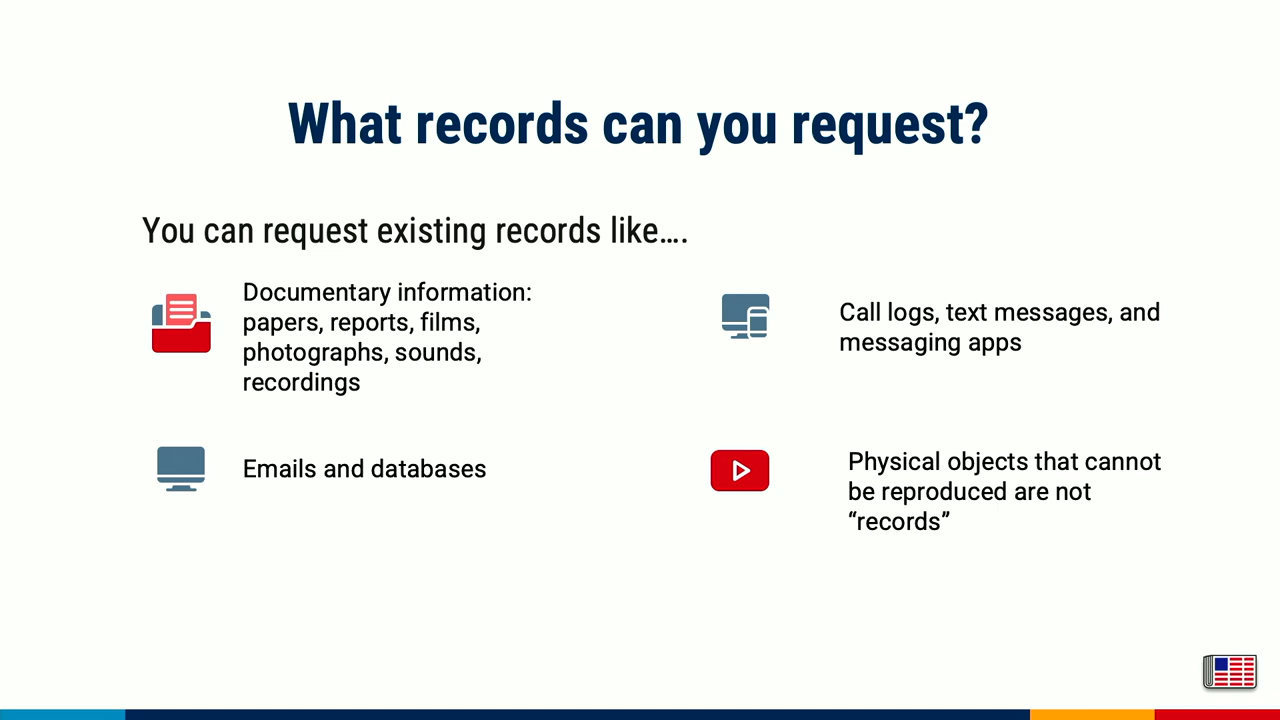 What records can you request?
You can request existing records like....
Documentary information:
papers, reports, films,
photographs, sounds,
recordings
Call logs, text messages, and
messaging apps
Emails and databases
Physical objects that cannot
be reproduced are not
“records”